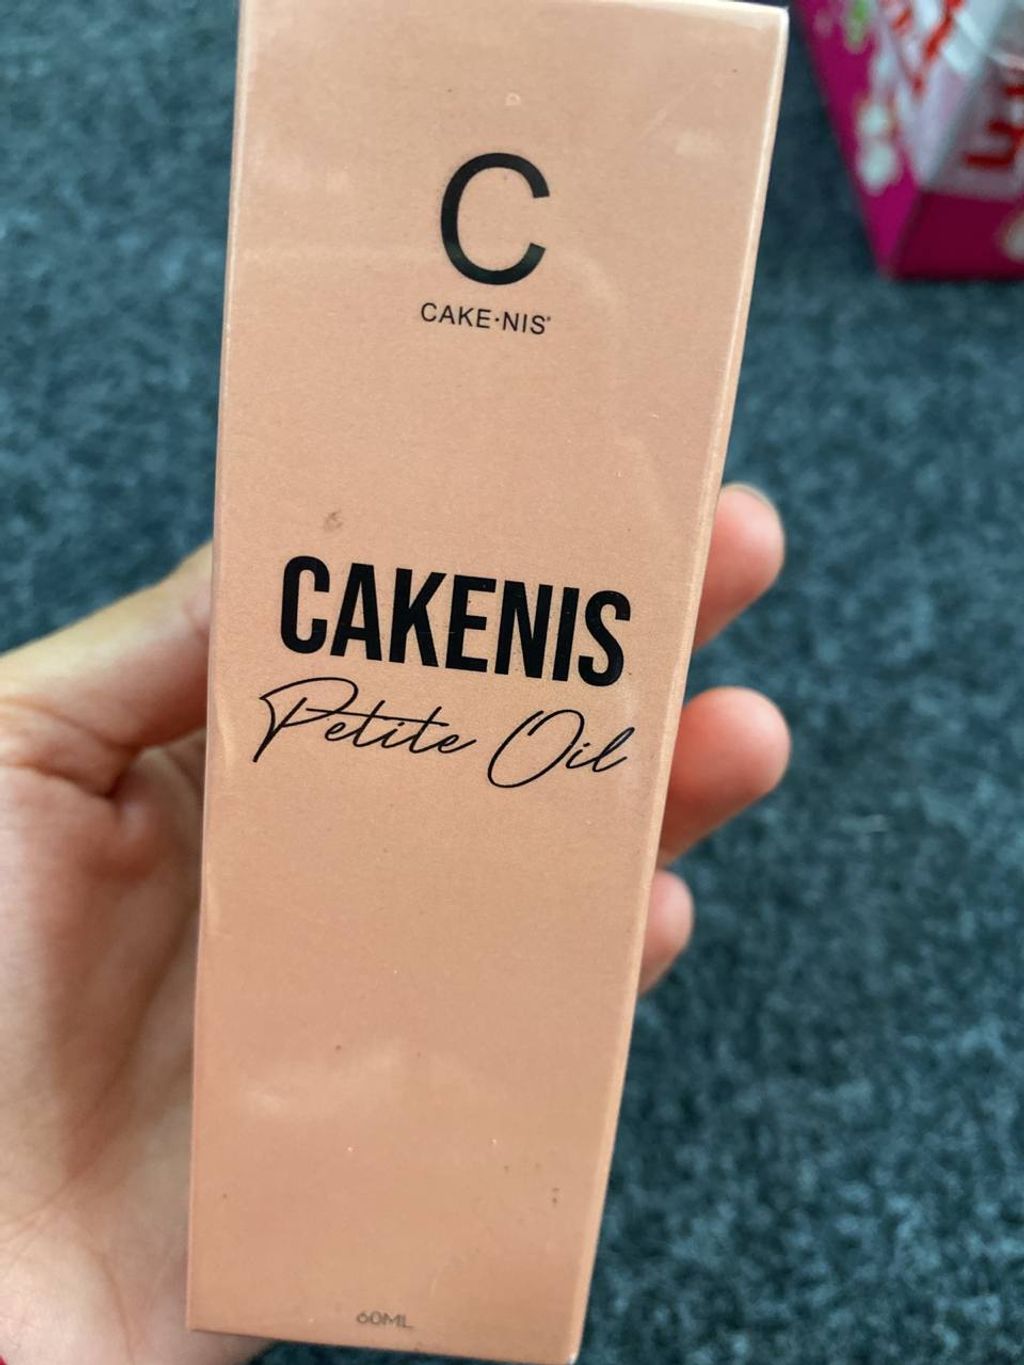 C
CAKE·NIS®
CAKENIS
Petite Oil
60ML